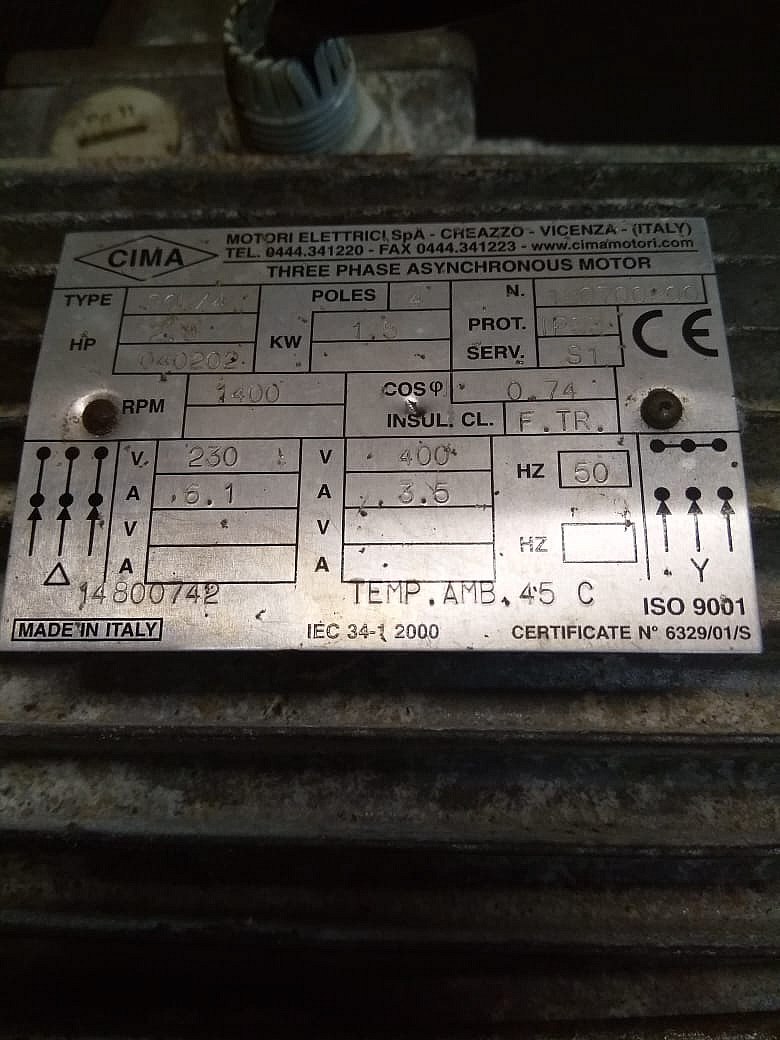 CIMA
MOTORI ELETTRICI SpA - CREAZZO - VICENZA - (ITALY)
TEL. 0444.341220 - FAX 0444.341223 - www.cimamotori.com
THREE PHASE ASYNCHRONOUS MOTOR
TYPE POLES 4 N.
HP KW 1.5 PROT. CE
040202 SERV. S1
RPM 1400 COSφ 0.74
INSUL. CL. F.TR.
V. 230 V 400 HZ 50
A 6.1 A 3.5
V V HZ
A A
Δ Y
14800742 TEMP.AMB.45 C
ISO 9001
MADE IN ITALY IEC 34-1 2000 CERTIFICATE N° 6329/01/S